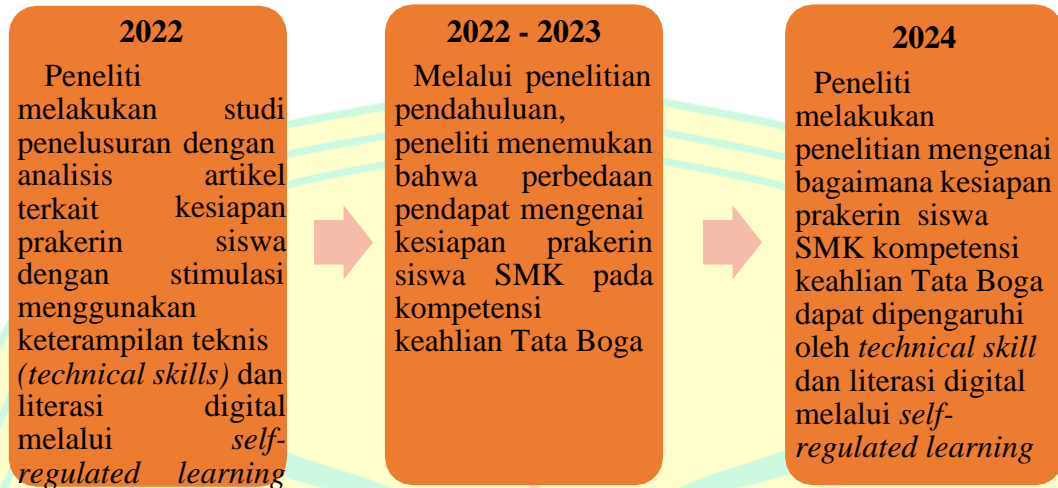 2022
Peneliti
melakukan studi
penelusuran dengan
analisis artikel
terkait kesiapan
prakerin siswa
dengan stimulasi
menggunakan
keterampilan teknis
(technical skills) dan
literasi digital
melalui self-
regulated learning
2022 - 2023
Melalui penelitian
pendahuluan,
peneliti menemukan
bahwa perbedaan
pendapat mengenai
kesiapan prakerin
siswa SMK pada
kompetensi
keahlian Tata Boga
2024
Peneliti
melakukan
penelitian mengenai
bagaimana kesiapan
prakerin siswa
SMK kompetensi
keahlian Tata Boga
dapat dipengaruhi
oleh technical skill
dan literasi digital
melalui self-
regulated learning